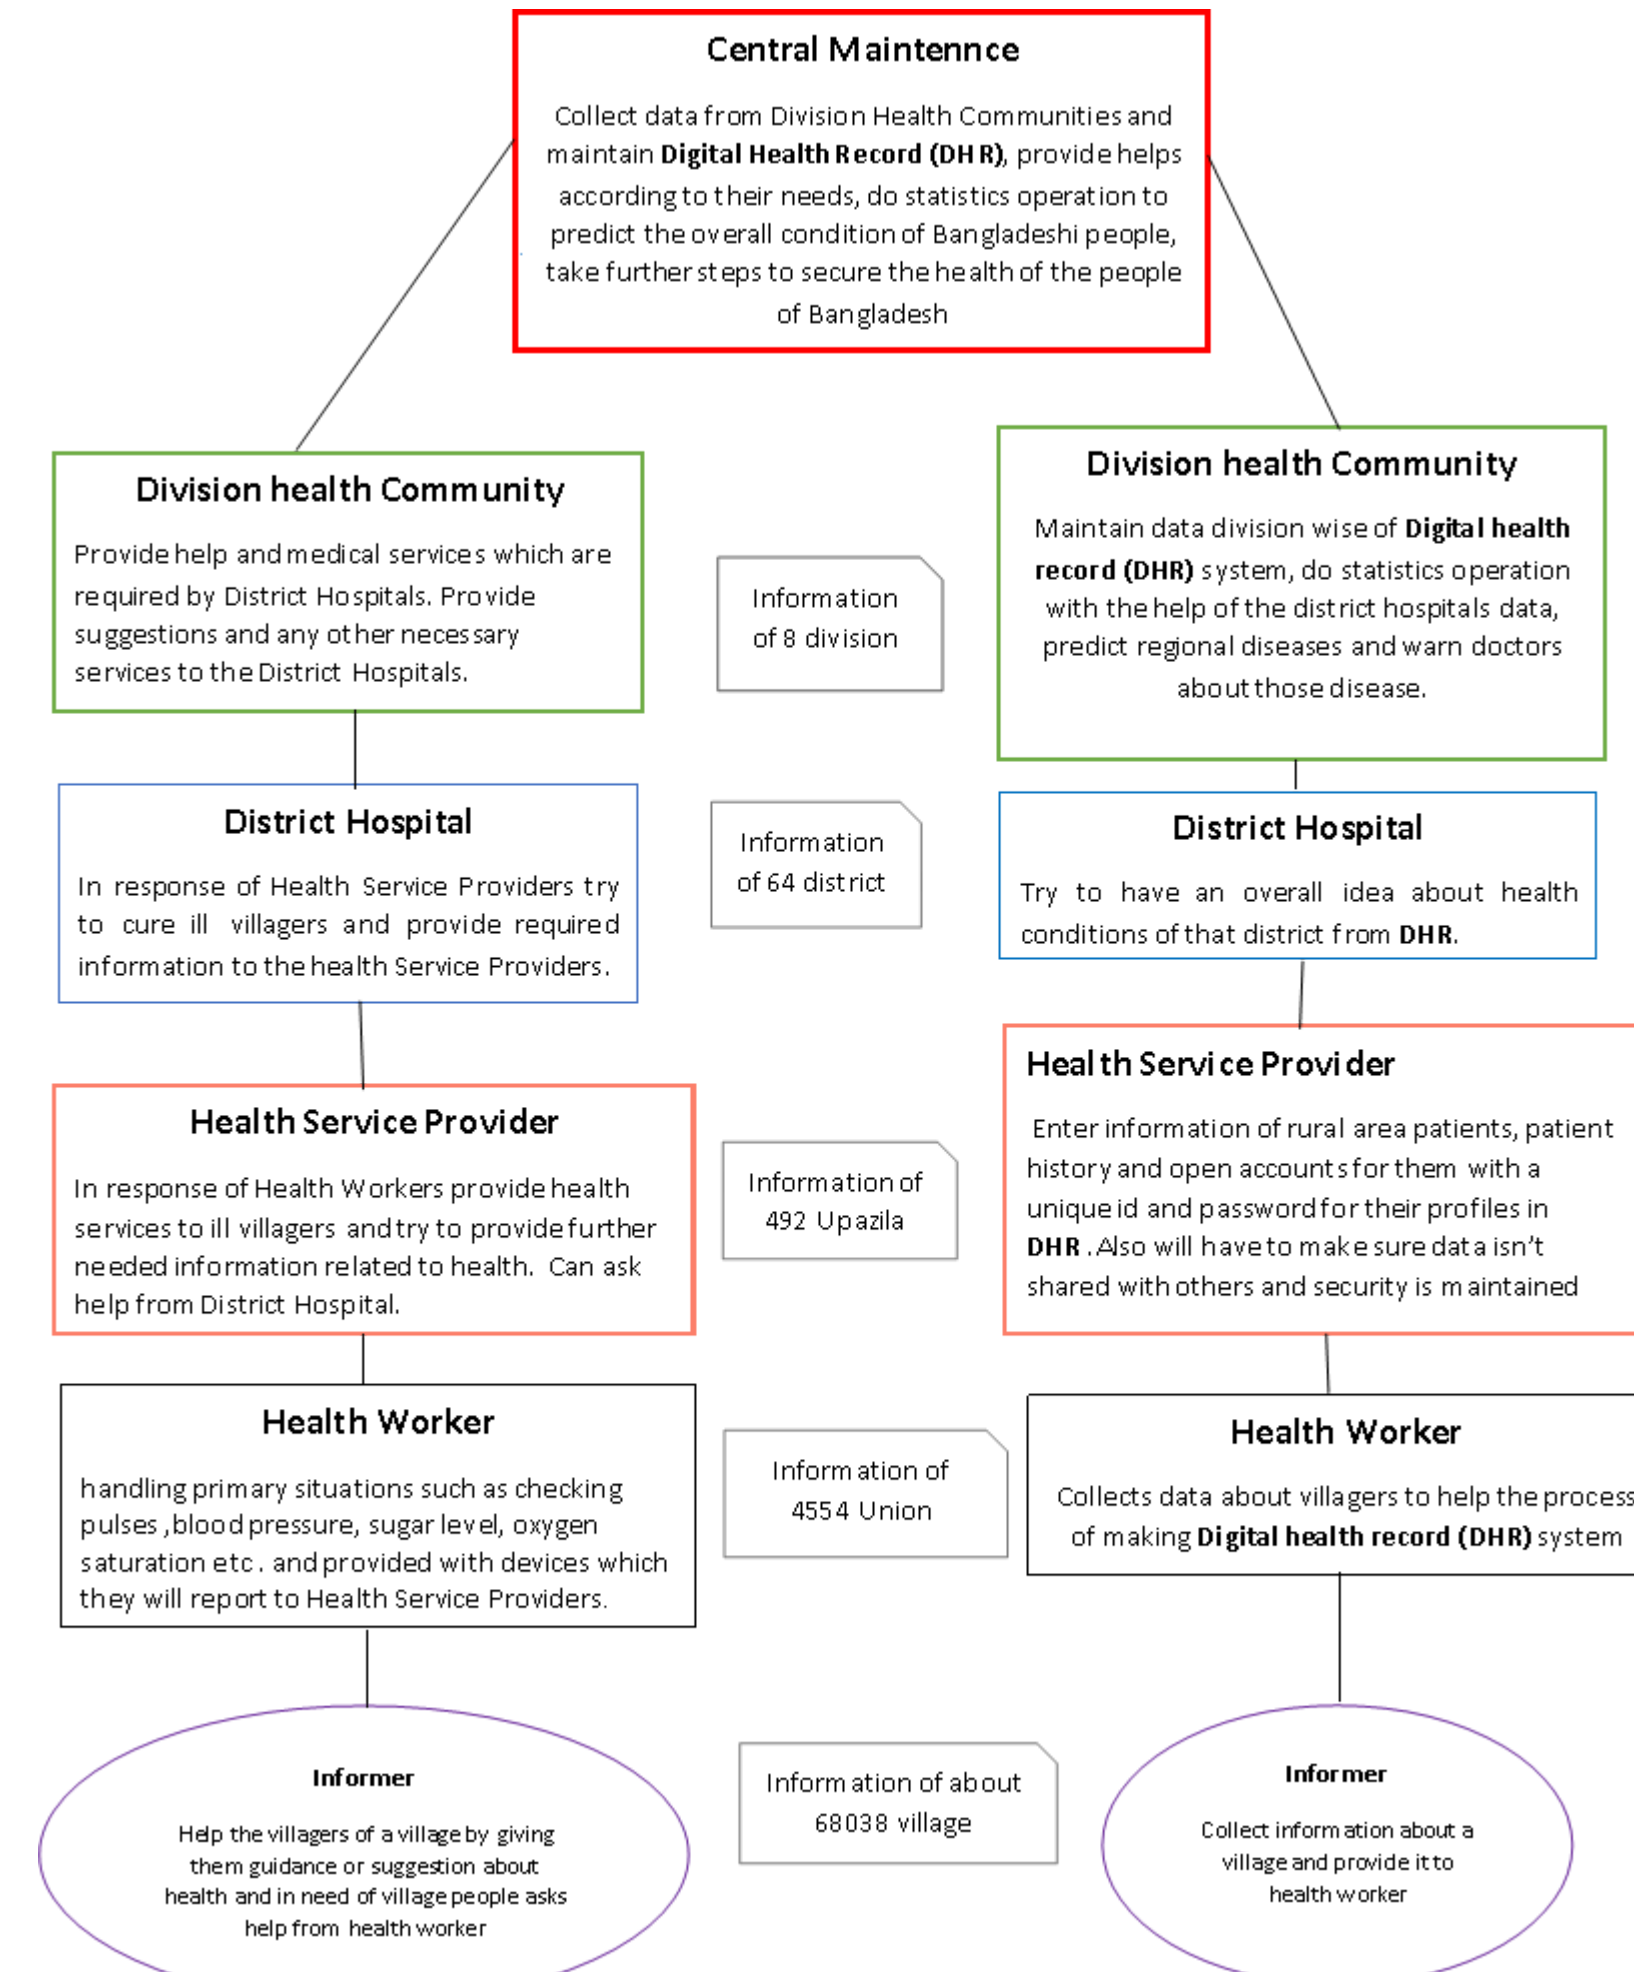 Central Maintennce
Collect data from Division Health Communities and
maintain Digital Health Record (DHR), provide helps
according to their needs, do statistics operation to
predict the overall condition of Bangladeshi people,
take further steps to secure the health of the people
of Bangladesh
Division health Community
Provide help and medical services which are
required by District Hospitals. Provide
suggestions and any other necessary
services to the District Hospitals.
Information
of 8 division
Division health Community
Maintain data division wise of Digital health
record (DHR) system, do statistics operation
with the help of the district hospitals data,
predict regional diseases and warn doctors
about those disease.
District Hospital
In response of Health Service Providers try
to cure ill villagers and provide required
information to the health Service Providers.
Information
of 64 district
District Hospital
Try to have an overall idea about health
conditions of that district from DHR.
Health Service Provider
In response of Health Workers provide health
services to ill villagers and try to provide further
needed information related to health. Can ask
help from District Hospital.
Information of
492 Upazila
Health Service Provider
Enter information of rural area patients, patient
history and open accounts for them with a
unique id and password for their profiles in
DHR . Also will have to make sure data isn't
shared with others and security is maintained
Health Worker
handling primary situations such as checking
pulses ,blood pressure, sugar level, oxygen
saturation etc . and provided with devices which
they will report to Health Service Providers.
Information of
4554 Union
Health Worker
Collects data about villagers to help the process
of making Digital health record (DHR) system
Informer
Help the villagers of a village by giving
them guidance or suggestion about
health and in need of village people asks
help from health worker
Information of about
68038 village
Informer
Collect information about a
village and provide it to
health worker